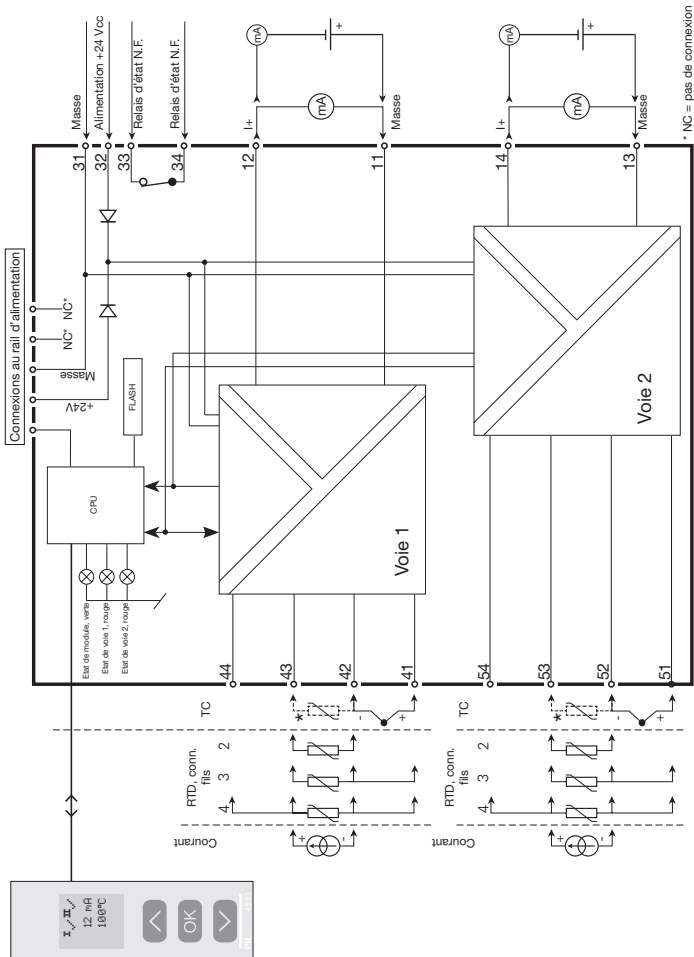 Connexions au rail d'alimentation
NC*
NC*
Masse
+24V
Masse
Alimentation +24 Vcc
Relais d'état N.F.
Relais d'état N.F.
31
32
33
34
FLASH
CPU
Etat de module, verte
Etat de voie 1, rouge
Etat de voie 2, rouge
I+
mA
mA
+
Masse
12
11
I+
mA
mA
+
Masse
14
13
* NC = pas de connexion
Voie 1
Voie 2
44
43
42
41
54
53
52
51
TC
*
-
+
RTD, conn.
fils
2
3
4
Courant
+
-
TC
*
-
+
RTD, conn.
fils
2
3
4
Courant
+
-
I / II /
12 mA
100°C
OK